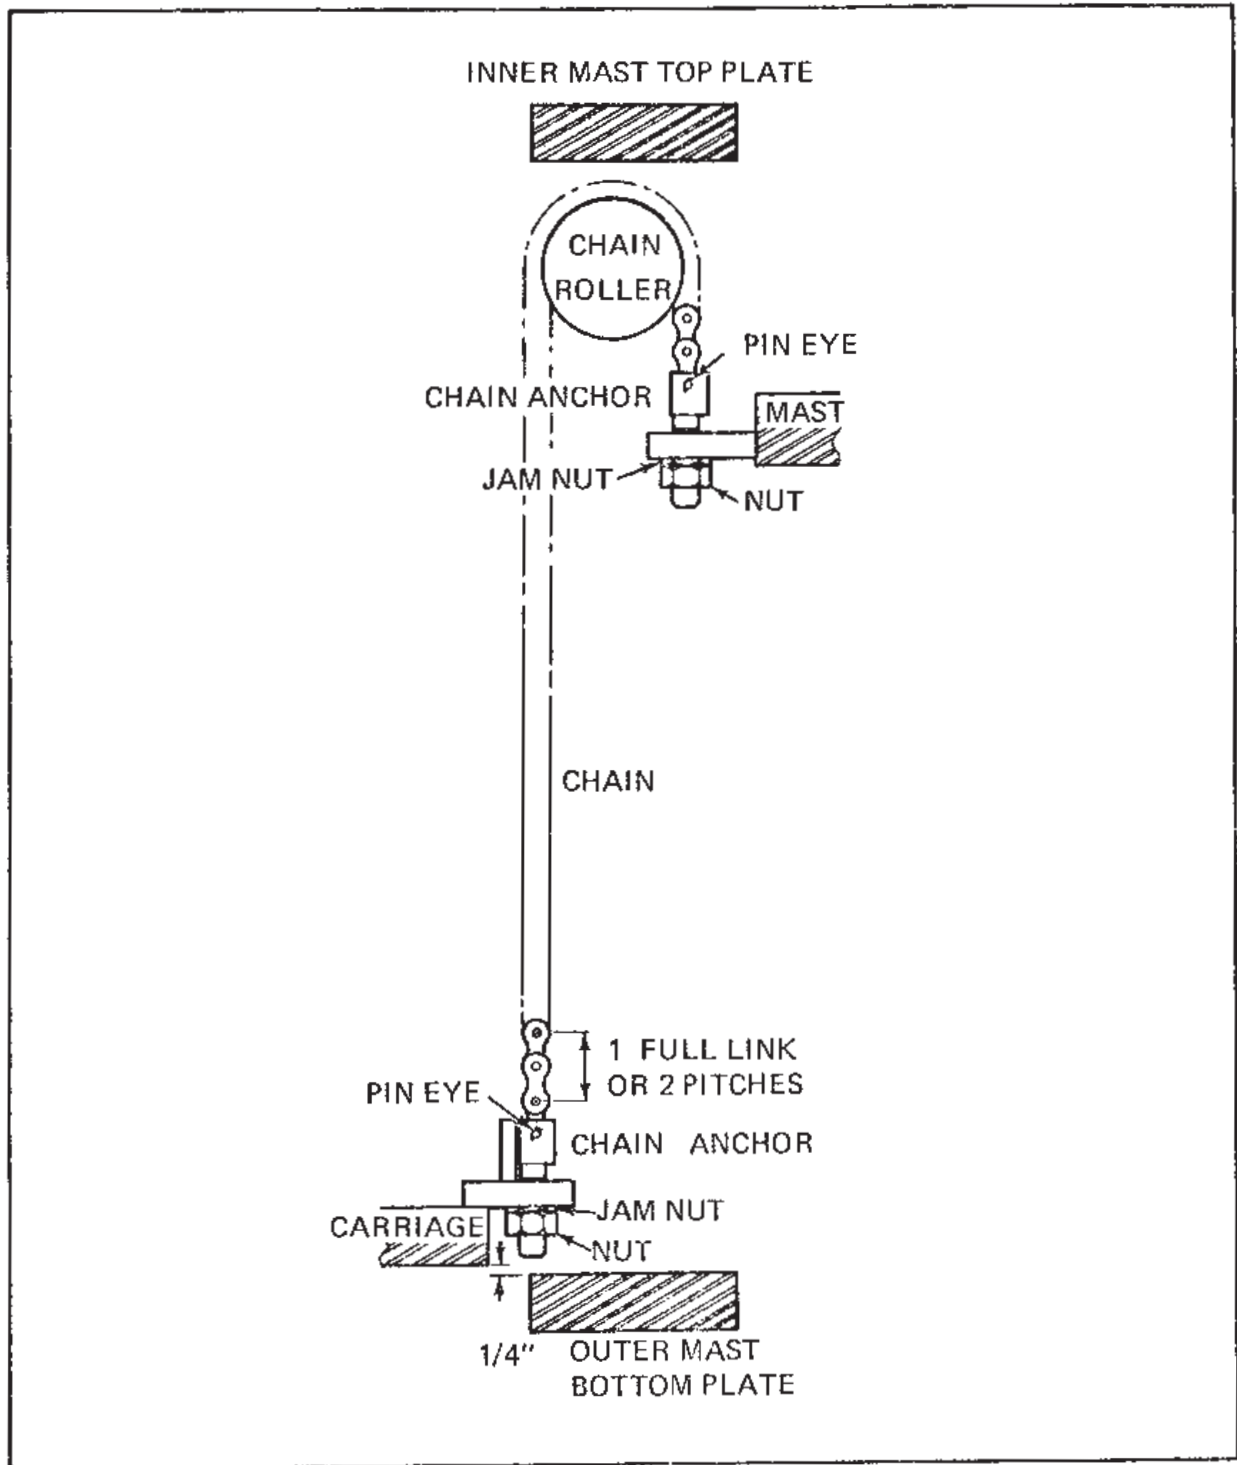 INNER MAST TOP PLATE
CHAIN
ROLLER
PIN EYE
CHAIN ANCHOR
MAST
JAM NUT
NUT
CHAIN
1 FULL LINK
OR 2 PITCHES
PIN EYE
CHAIN ANCHOR
JAM NUT
CARRIAGE
NUT
1/4"
OUTER MAST
BOTTOM PLATE